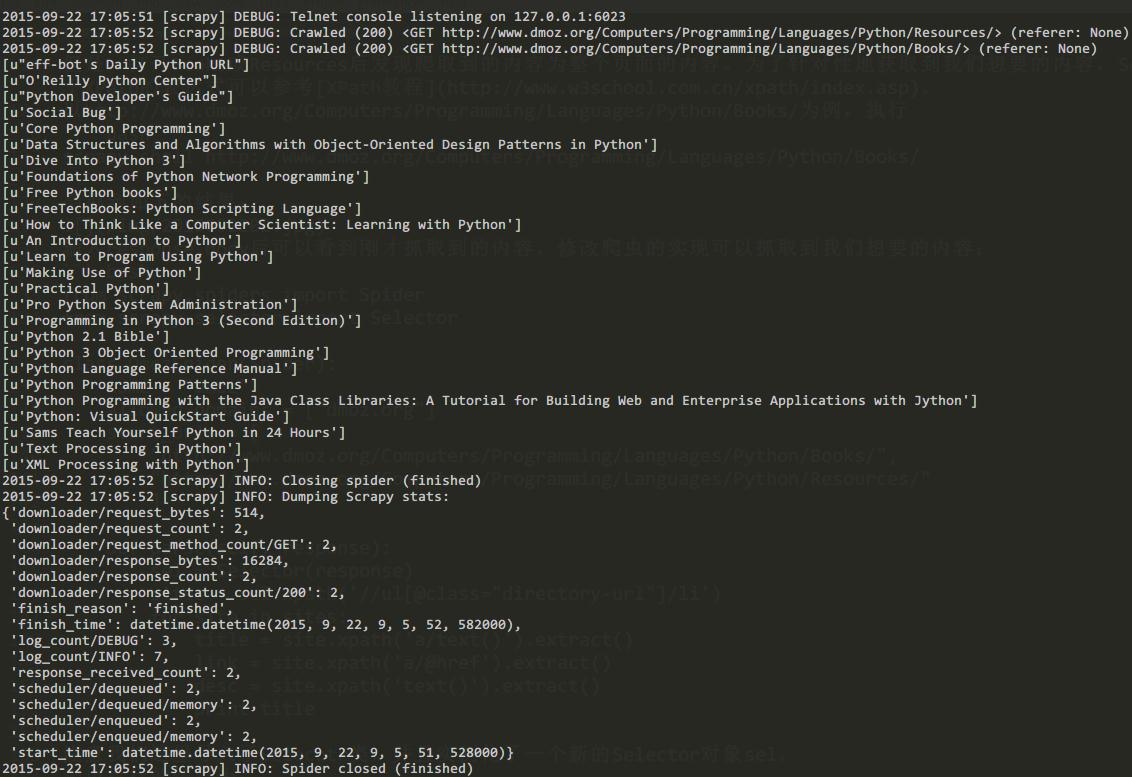 2015-09-22 17:05:51 [scrapy] DEBUG: Telnet console listening on 127.0.0.1:6023
2015-09-22 17:05:52 [scrapy] DEBUG: Crawled (200) <GET http://www.dmoz.org/Computers/Programming/Languages/Python/Resources/> (referer: None)
2015-09-22 17:05:52 [scrapy] DEBUG: Crawled (200) <GET http://www.dmoz.org/Computers/Programming/Languages/Python/Books/> (referer: None)
[u"eff-bot's Daily Python URL"]
[u"O'Reilly Python Center"]
[u"Python Developer's Guide"]
[u'Social Bug']
[u'Core Python Programming']
[u'Data Structures and Algorithms with Object-Oriented Design Patterns in Python']
[u'Dive Into Python 3']
[u'Foundations of Python Network Programming']
[u'Free Python books']
[u'FreeTechBooks: Python Scripting Language']
[u'How to Think Like a Computer Scientist: Learning with Python']
[u'An Introduction to Python']
[u'Learn to Program Using Python']
[u'Making Use of Python']
[u'Practical Python']
[u'Pro Python System Administration']
[u'Programming in Python 3 (Second Edition)']
[u'Python 2.1 Bible']
[u'Python 3 Object Oriented Programming']
[u'Python Language Reference Manual']
[u'Python Programming Patterns']
[u'Python Programming with the Java Class Libraries: A Tutorial for Building Web and Enterprise Applications with Jython']
[u'Python: Visual QuickStart Guide']
[u'Sams Teach Yourself Python in 24 Hours']
[u'Text Processing in Python']
[u'XML Processing with Python']
2015-09-22 17:05:52 [scrapy] INFO: Closing spider (finished)
2015-09-22 17:05:52 [scrapy] INFO: Dumping Scrapy stats:
{'downloader/request_bytes': 514,
'downloader/request_count': 2,
'downloader/request_method_count/GET': 2,
'downloader/response_bytes': 16284,
'downloader/response_count': 2,
'downloader/response_status_count/200': 2,
'finish_reason': 'finished',
'finish_time': datetime.datetime(2015, 9, 22, 9, 5, 52, 582000),
'log_count/DEBUG': 3,
'log_count/INFO': 7,
'response_received_count': 2,
'scheduler/dequeued': 2,
'scheduler/dequeued/memory': 2,
'scheduler/enqueued': 2,
'scheduler/enqueued/memory': 2,
'start_time': datetime.datetime(2015, 9, 22, 9, 5, 51, 528000)}
2015-09-22 17:05:52 [scrapy] INFO: Spider closed (finished)